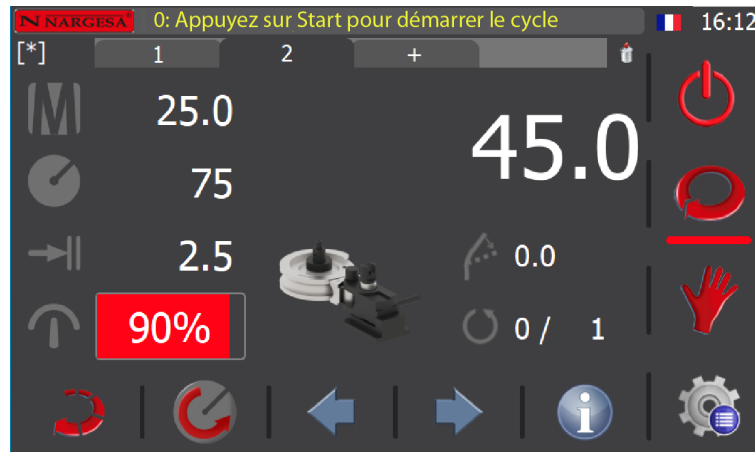 N NARGESA® 0: Appuyez sur Start pour démarrer le cycle 16:12
[*] 1 2 +
25.0
45.0
75
2.5
0.0
90%
0 / 1